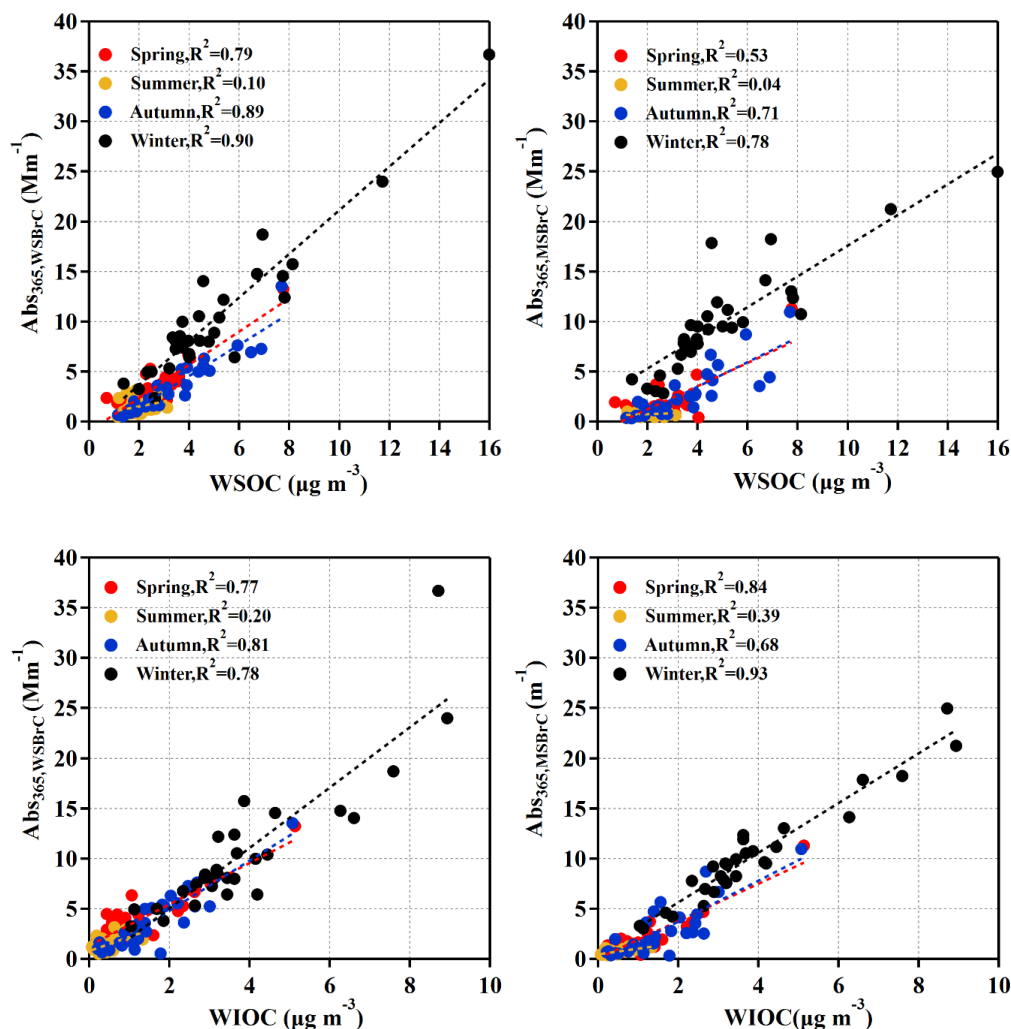 40
35
30
25
20
15
10
5
0
Abs365,WSBrC (Mm-1)
Spring,R2=0.79
Summer,R2=0.10
Autumn,R2=0.89
Winter,R2=0.90
0 2 4 6 8 10 12 14 16
WSOC (µg m-3)
40
35
30
25
20
15
10
5
0
Abs365,MSBrC (Mm-1)
Spring,R2=0.53
Summer,R2=0.04
Autumn,R2=0.71
Winter,R2=0.78
0 2 4 6 8 10 12 14 16
WSOC (µg m-3)
40
35
30
25
20
15
10
5
0
Abs365,WSBrC (Mm-1)
Spring,R2=0.77
Summer,R2=0.20
Autumn,R2=0.81
Winter,R2=0.78
0 2 4 6 8 10
WIOC (µg m-3)
40
35
30
25
20
15
10
5
0
Abs365,MSBrC (m-1)
Spring,R2=0.84
Summer,R2=0.39
Autumn,R2=0.68
Winter,R2=0.93
0 2 4 6 8 10
WIOC(µg m-3)